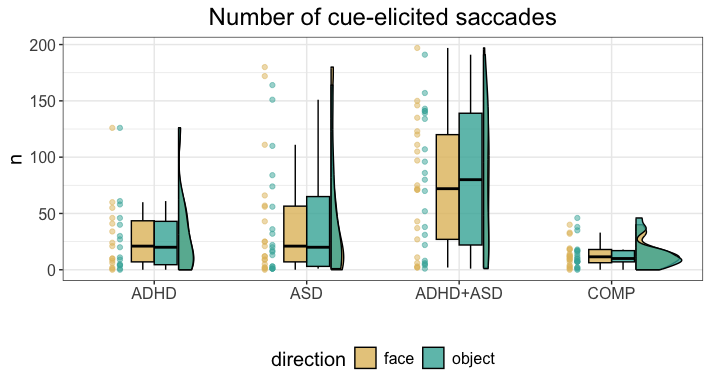 Number of cue-elicited saccades
n
200
150
100
50
0
ADHD ASD ADHD+ASD COMP
direction face object